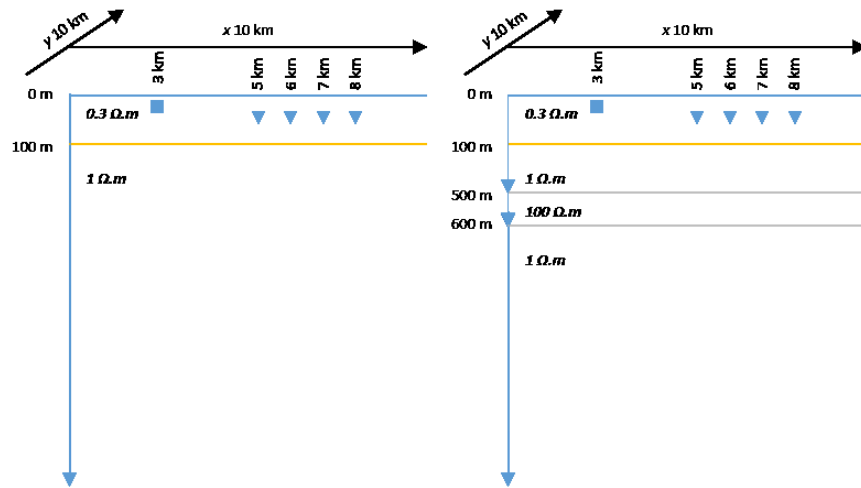 y 10 km
x 10 km
3 km
5 km
6 km
7 km
8 km
0 m
0.3 Ω.m
100 m
1 Ω.m
y 10 km
x 10 km
3 km
5 km
6 km
7 km
8 km
0 m
0.3 Ω.m
100 m
1 Ω.m
500 m
100 Ω.m
600 m
1 Ω.m